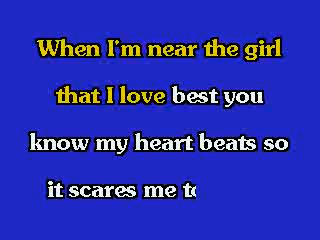 When I'm near the girl
that I love best you
know my heart beats so
it scares me